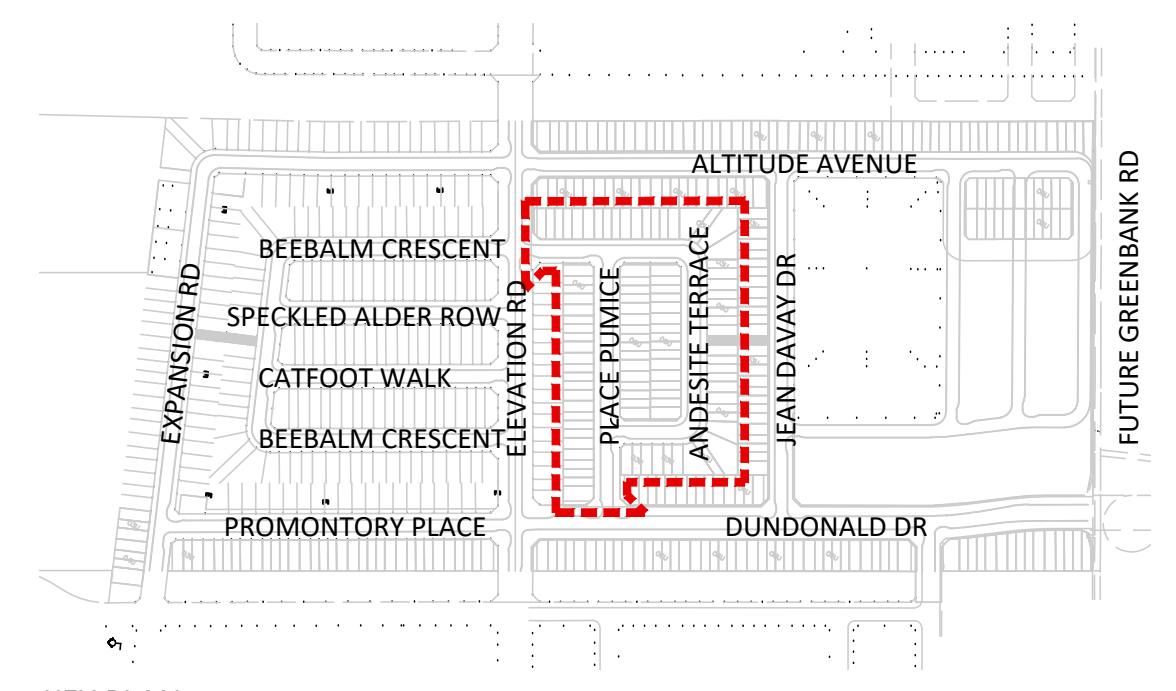 ALTITUDE AVENUE
BEEBALM CRESCENT
SPECKLED ALDER ROW
CATFOOT WALK
BEEBALM CRESCENT
EXPANSION RD
ELEVATION RD
PLACE PUMICE
ANDESITE TERRACE
JEAN DAVAY DR
FUTURE GREENBANK RD
PROMONTORY PLACE
DUNDONALD DR